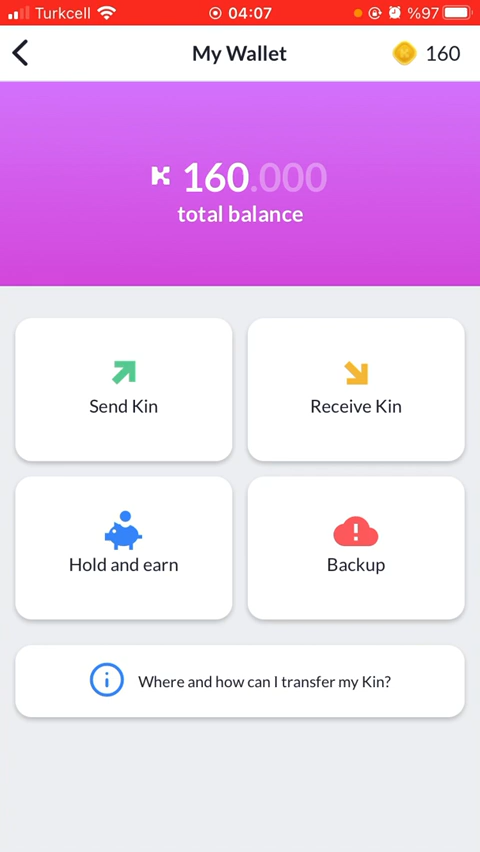 Turkcell 04:07 %97
My Wallet 160
160.000
total balance
Send Kin Receive Kin
Hold and earn Backup
Where and how can I transfer my Kin?